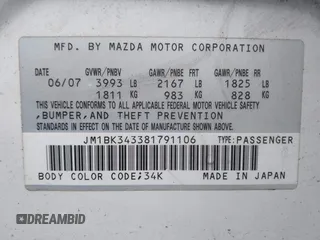 MFD. BY MAZDA MOTOR CORPORATION
GVWR/PNBV GAWR/PNBE FR GAWR/PNBE RR
06/07 3993 LB 2167 LB 1825 LB
1811 KG 983 KG 828 KG
THIS VEHICLE CONFORMS TO ALL APPLICABLE FEDERAL MOTOR VEHICLE SAFETY
, BUMPER, AND THEFT PREVENTION
STANDARDS IN EFFECT ON THE DATE OF MANUFACTURE SHOWN ABOVE.
JM1BK343381791106 TYPE:PASSENGER
BODY COLOR CODE:34K MADE IN JAPAN
DREAMBID